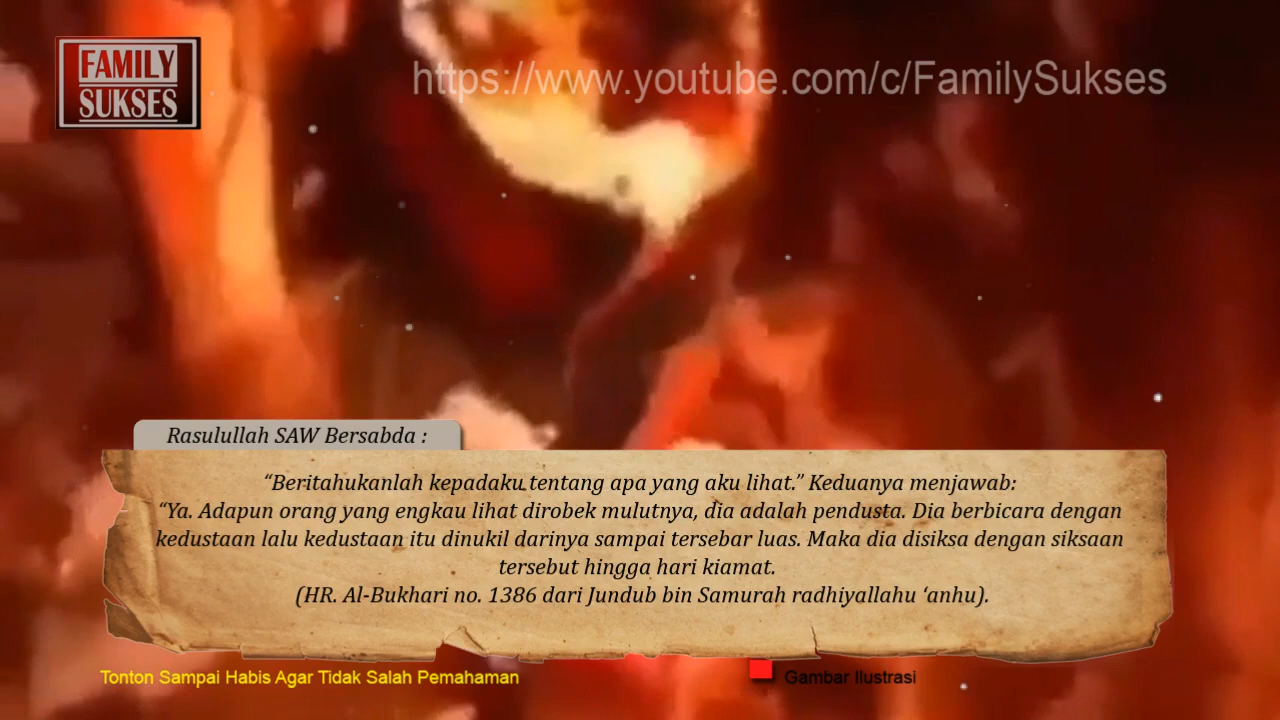 FAMILY
SUKSES
https://www.youtube.com/c/FamilySukses
Rasulullah SAW Bersabda :
“Beritahukanlah kepadaku tentang apa yang aku lihat.” Keduanya menjawab:
“Ya. Adapun orang yang engkau lihat dirobek mulutnya, dia adalah pendusta. Dia berbicara dengan
kedustaan lalu kedustaan itu dinukil darinya sampai tersebar luas. Maka dia disiksa dengan siksaan
tersebut hingga hari kiamat.
(HR. Al-Bukhari no. 1386 dari Jundub bin Samurah radhiyallahu ‘anhu).
Tonton Sampai Habis Agar Tidak Salah Pemahaman
Gambar Ilustrasi